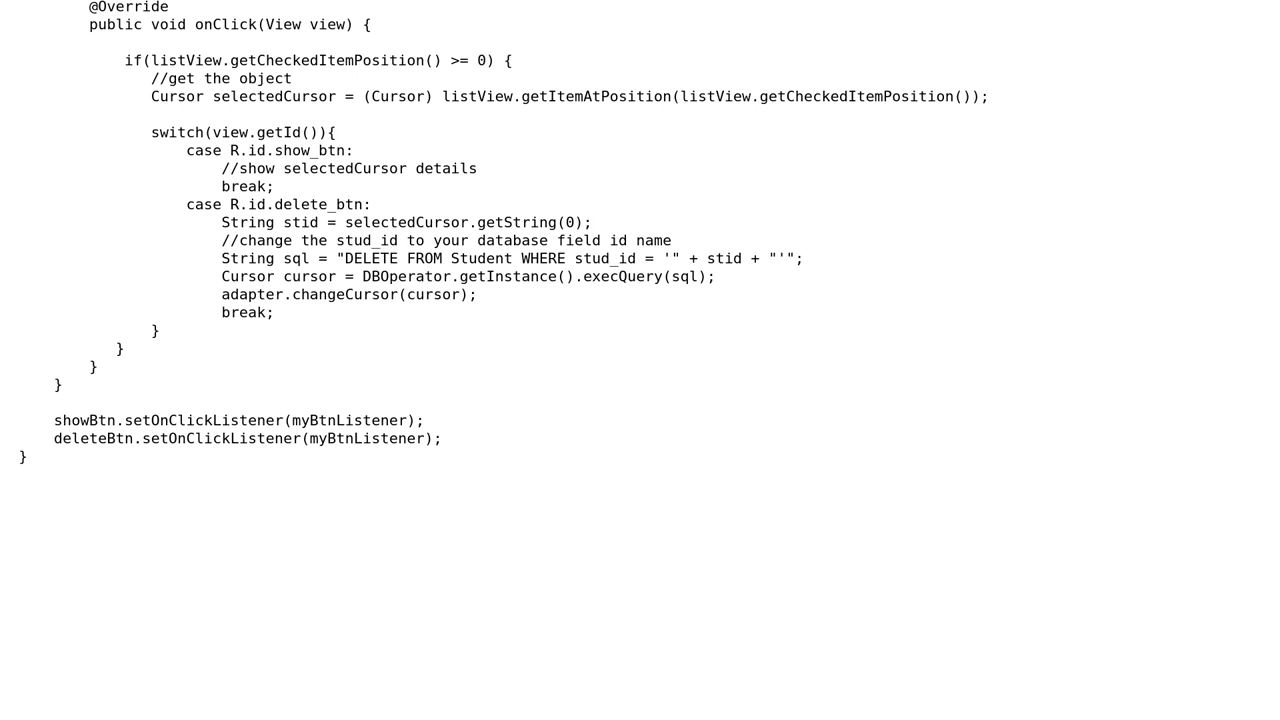 @Override
public void onClick(View view) {
if(listView.getCheckedItemPosition() >= 0) {
//get the object
Cursor selectedCursor = (Cursor) listView.getItemAtPosition(listView.getCheckedItemPosition());
switch(view.getId()){
case R.id.show_btn:
//show selectedCursor details
break;
case R.id.delete_btn:
String stid = selectedCursor.getString(0);
//change the stud_id to your database field id name
String sql = "DELETE FROM Student WHERE stud_id = '" + stid + "'";
Cursor cursor = DBOperator.getInstance().execQuery(sql);
adapter.changeCursor(cursor);
break;
}
}
}
}
showBtn.setOnClickListener(myBtnListener);
deleteBtn.setOnClickListener(myBtnListener);
}